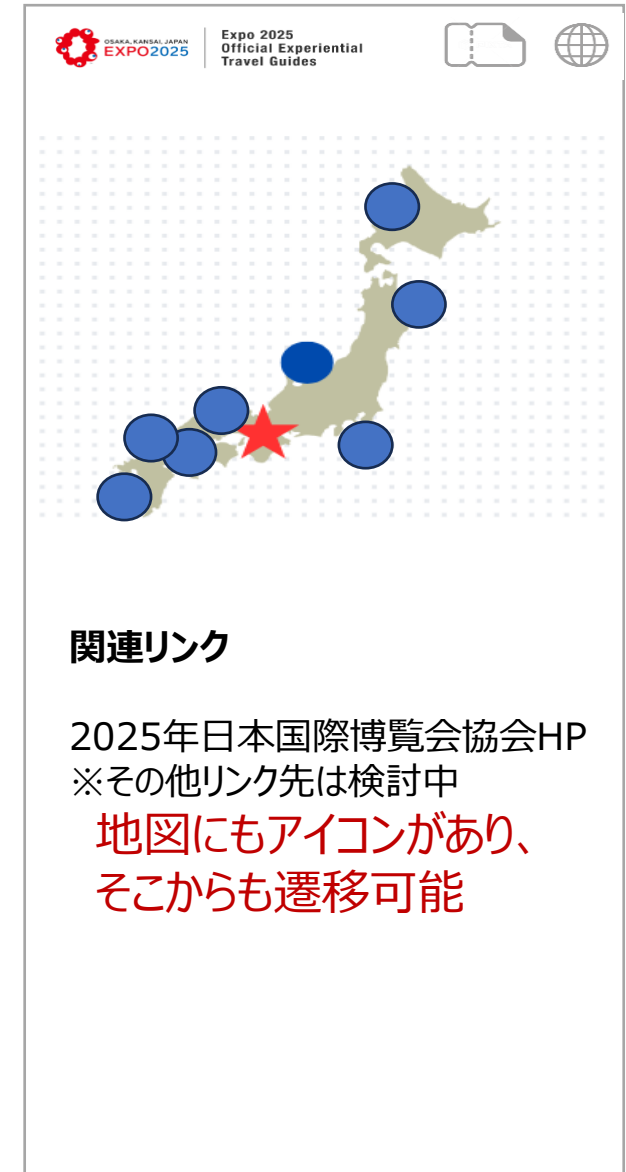 OSAKA, KANSAI, JAPAN
EXPO2025
Expo 2025
Official Experiential
Travel Guides
関連リンク
2025年日本国際博覧会協会HP
※その他リンク先は検討中
地図にもアイコンがあり、
そこからも遷移可能